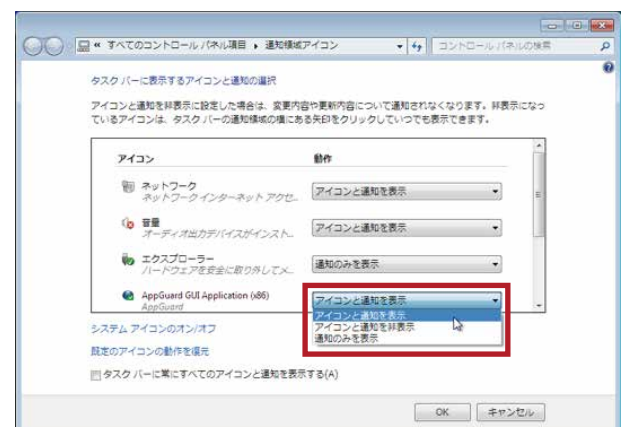 « すべてのコントロール パネル項目 ▸ 通知領域アイコン
コントロール パネルの検索
タスク バーに表示するアイコンと通知の選択
アイコンと通知を非表示に設定した場合は、変更内容や更新内容について通知されなくなります。非表示になっ
ているアイコンは、タスク バーの通知領域の横にある矢印をクリックしていつでも表示できます。
アイコン 動作
ネットワーク
ネットワーク インターネット アクセ... アイコンと通知を表示
音量
オーディオ出力デバイスがインスト... アイコンと通知を表示
エクスプローラー
ハードウェアを安全に取り外してメ... 通知のみを表示
AppGuard GUI Application (x86)
AppGuard
アイコンと通知を表示
アイコンと通知を表示
アイコンと通知を非表示
通知のみを表示
システム アイコンのオン/オフ
既定のアイコンの動作を復元
タスク バーに常にすべてのアイコンと通知を表示する(A)
OK キャンセル